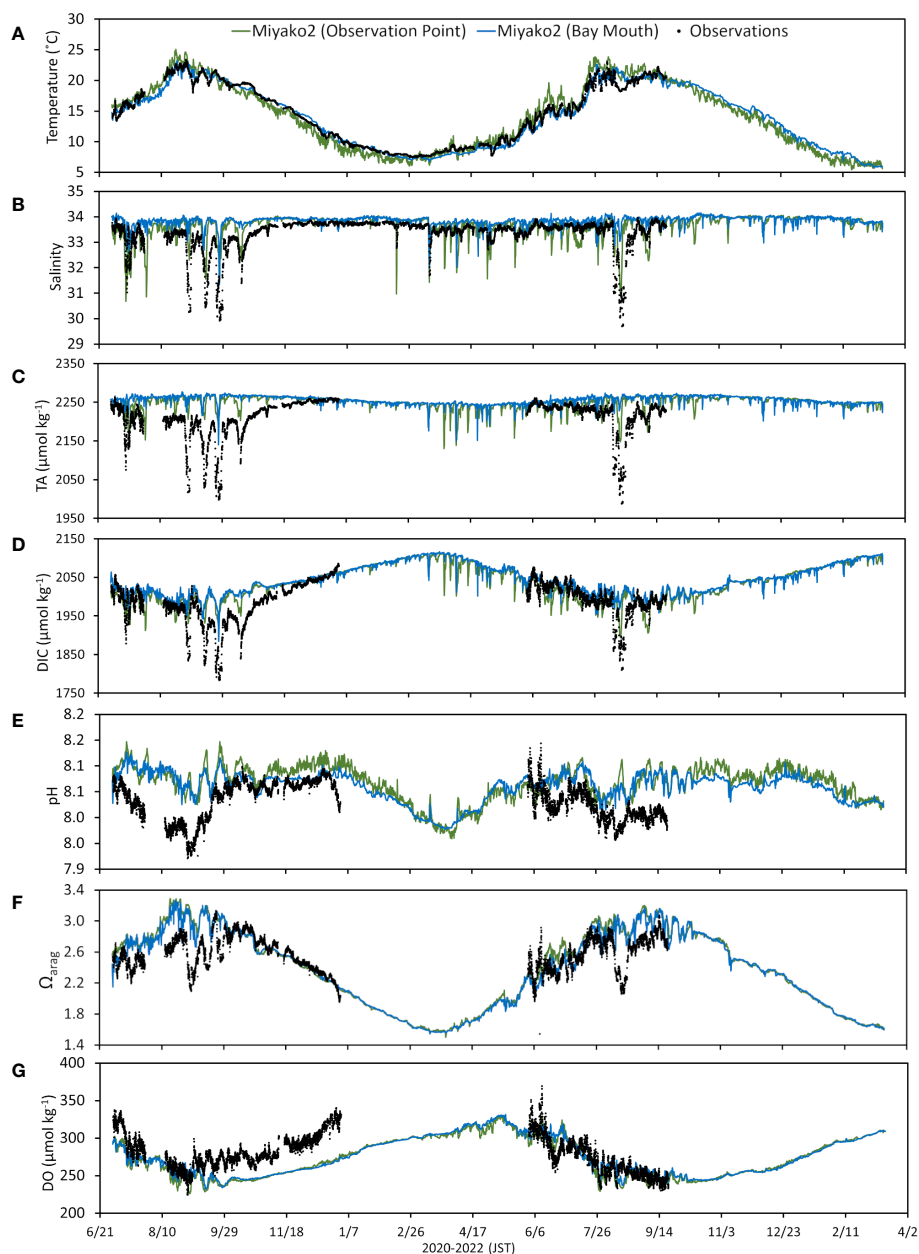 A
Temperature (˚C)
30
25
20
15
10
5
Miyako2 (Observation Point)
Miyako2 (Bay Mouth)
Observations
B
Salinity
35
34
33
32
31
30
29
C
TA (µmol kg⁻¹)
2350
2250
2150
2050
1950
D
DIC (µmol kg⁻¹)
2150
2050
1950
1850
1750
E
pH
8.2
8.2
8.1
8.1
8.0
8.0
7.9
F
Ωarag
3.4
3.0
2.6
2.2
1.8
1.4
G
DO (µmol kg⁻¹)
400
350
300
250
200
6/21 8/10 9/29 11/18 1/7 2/26 4/17 6/6 7/26 9/14 11/3 12/23 2/11 4/2
2020-2022 (JST)